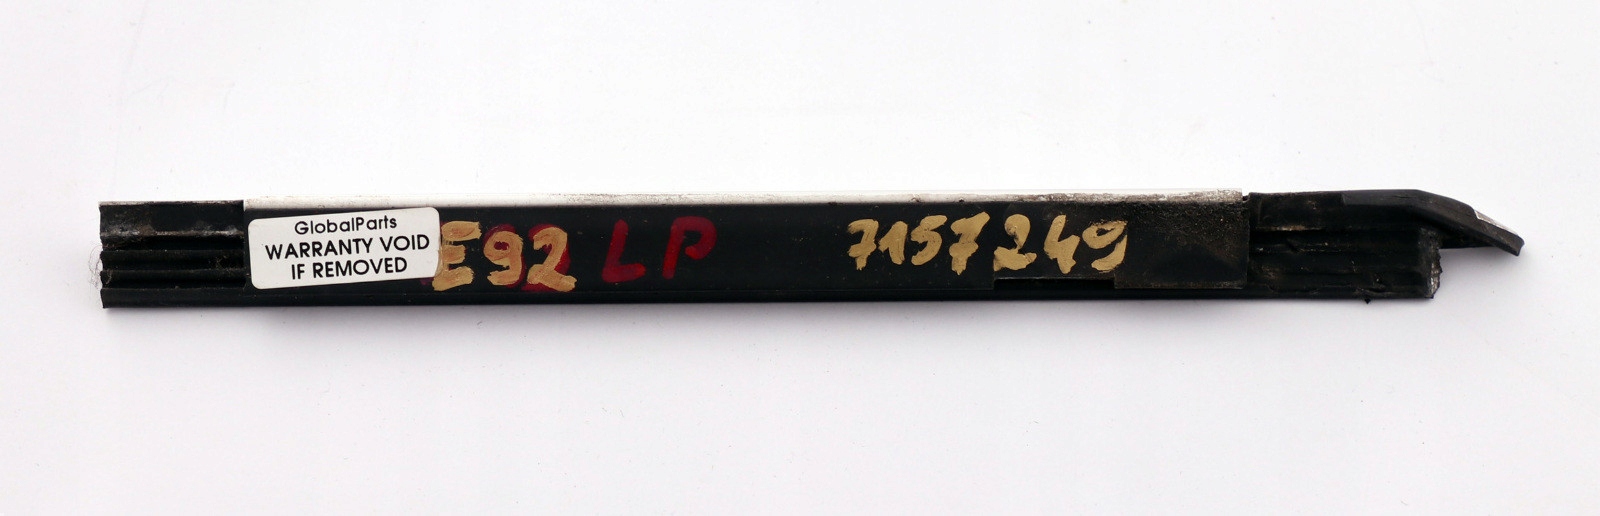 GlobalParts
WARRANTY VOID
IF REMOVED
E92 LP 7157249